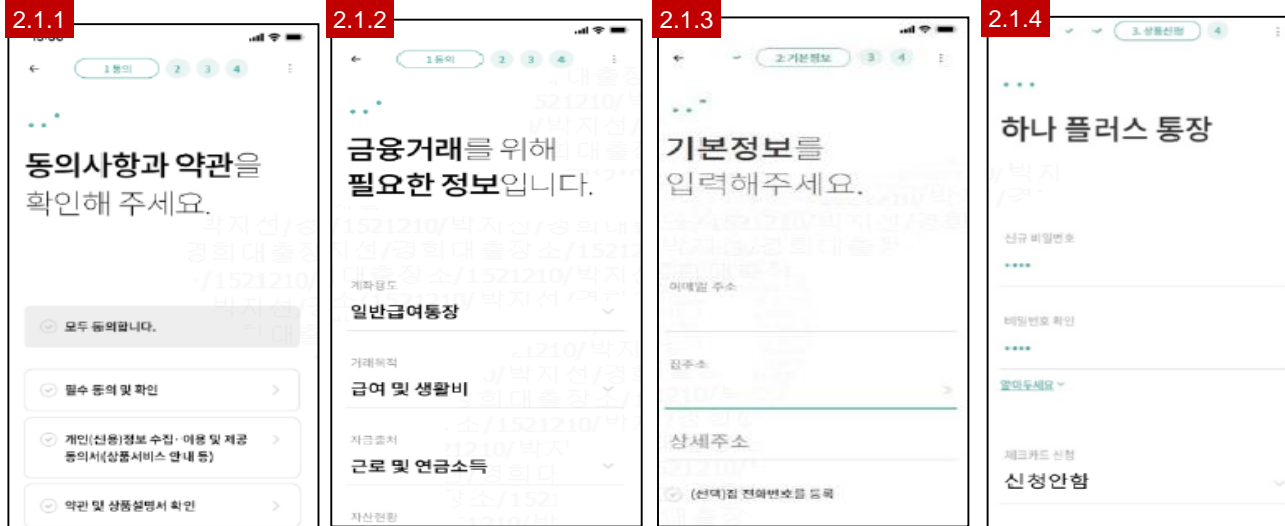 2.1.1
1 동의 2 3 4
동의사항과 약관을
확인해 주세요.
모두 동의합니다.
필수 동의 및 확인
개인(신용)정보 수집··이용 및 제공
동의서(상품서비스 안내 등)
약관 및 상품설명서 확인
2.1.2
1 동의 2 3 4
금융거래를 위해
필요한 정보입니다.
계좌용도
일반급여통장
거래목적
급여 및 생활비
자금출처
근로 및 연금소득
자산현황
2.1.3
2.기본정보 3 4
기본정보를
입력해주세요.
이메일 주소
집주소
상세주소
(선택)집 전화번호를 등록
2.1.4
3. 상품신청 4
하나 플러스 통장
신규 비밀번호
••••
비밀번호 확인
••••
알아두세요
체크카드 신청
신청안함